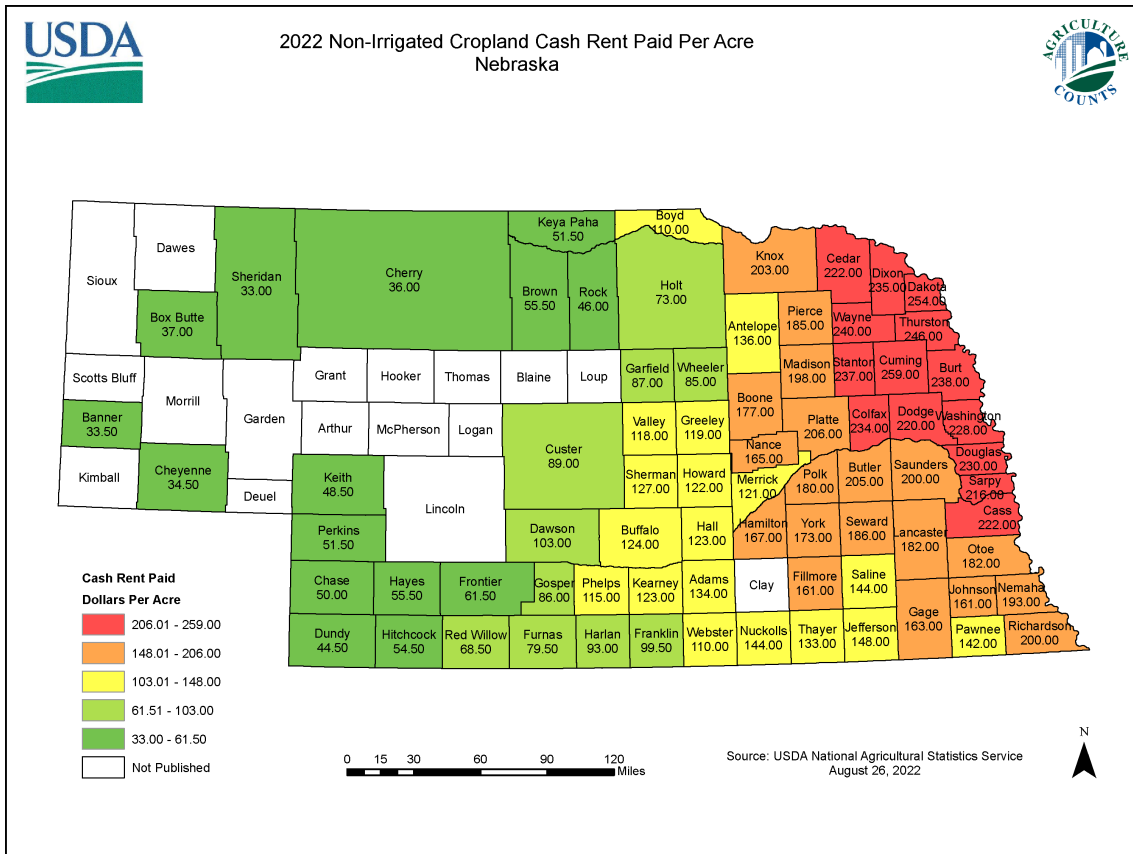 USDA
2022 Non-Irrigated Cropland Cash Rent Paid Per Acre
Nebraska
AGRICULTURE
COUNTS
Sioux
Dawes
Sheridan
33.00
Box Butte
37.00
Cherry
36.00
Keya Paha
51.50
Brown
55.50
Rock
46.00
Boyd
110.00
Holt
73.00
Knox
203.00
Cedar
222.00
Dixon
235.00
Dakota
254.00
Antelope
136.00
Pierce
185.00
Wayne
240.00
Thurston
246.00
Scotts Bluff
Morrill
Garden
Grant
Hooker
Thomas
Blaine
Loup
Garfield
87.00
Wheeler
85.00
Madison
198.00
Stanton
237.00
Cuming
259.00
Burt
238.00
Banner
33.50
Arthur
McPherson
Logan
Custer
89.00
Valley
118.00
Greeley
119.00
Boone
177.00
Platte
206.00
Colfax
234.00
Dodge
220.00
Washington
228.00
Nance
165.00
Kimball
Cheyenne
34.50
Deuel
Keith
48.50
Lincoln
Sherman
127.00
Howard
122.00
Merrick
121.00
Polk
180.00
Butler
205.00
Saunders
200.00
Douglas
230.00
Sarpy
216.00
Perkins
51.50
Dawson
103.00
Buffalo
124.00
Hall
123.00
Hamilton
167.00
York
173.00
Seward
186.00
Lancaster
182.00
Cass
222.00
Otoe
182.00
Chase
50.00
Hayes
55.50
Frontier
61.50
Gosper
86.00
Phelps
115.00
Kearney
123.00
Adams
134.00
Clay
Fillmore
161.00
Saline
144.00
Gage
163.00
Johnson
161.00
Nemaha
193.00
Dundy
44.50
Hitchcock
54.50
Red Willow
68.50
Furnas
79.50
Harlan
93.00
Franklin
99.50
Webster
110.00
Nuckolls
144.00
Thayer
133.00
Jefferson
148.00
Pawnee
142.00
Richardson
200.00
Cash Rent Paid
Dollars Per Acre
206.01 - 259.00
148.01 - 206.00
103.01 - 148.00
61.51 - 103.00
33.00 - 61.50
Not Published
0 15 30 60 90 120
Miles
Source: USDA National Agricultural Statistics Service
August 26, 2022
N